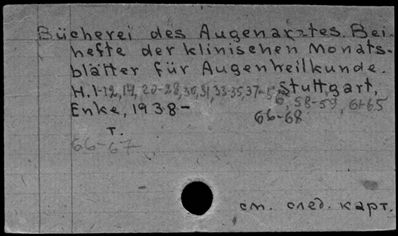 Bücherei des Augenarztes. Bei-
hefte der klinischen Monats-
blätter für Augenheilkunde.
H. 1-12, 14, 20-28, 30, 31, 33-35, 37- Stuttgart,
58-59, 61-65
Enke, 1938-
66-68
т.
66-67
см. след. карт.